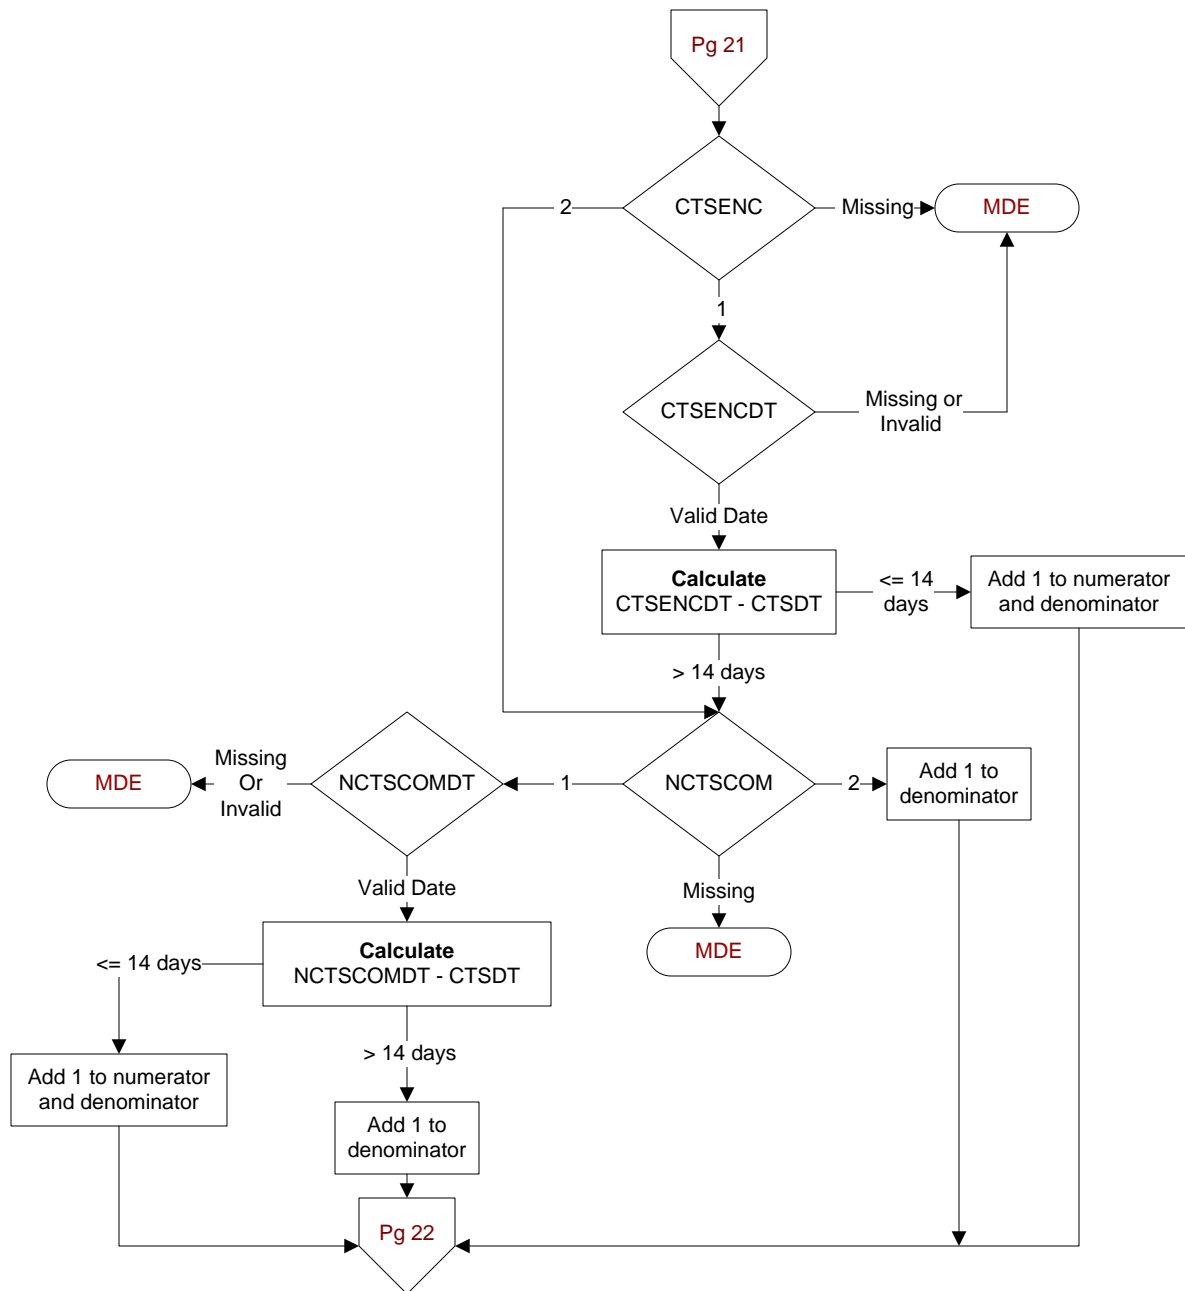 Pg 21
CTSENC
2
Missing
MDE
1
CTSENCDT
Missing or
Invalid
Valid Date
Calculate
CTSENCDT - CTSDT
<= 14
days
Add 1 to numerator
and denominator
> 14 days
NCTSCOM
1
NCTSCOMDT
Missing
Or
Invalid
MDE
2
Add 1 to
denominator
Missing
MDE
Valid Date
Calculate
NCTSCOMDT - CTSDT
<= 14 days
Add 1 to numerator
and denominator
> 14 days
Add 1 to
denominator
Pg 22